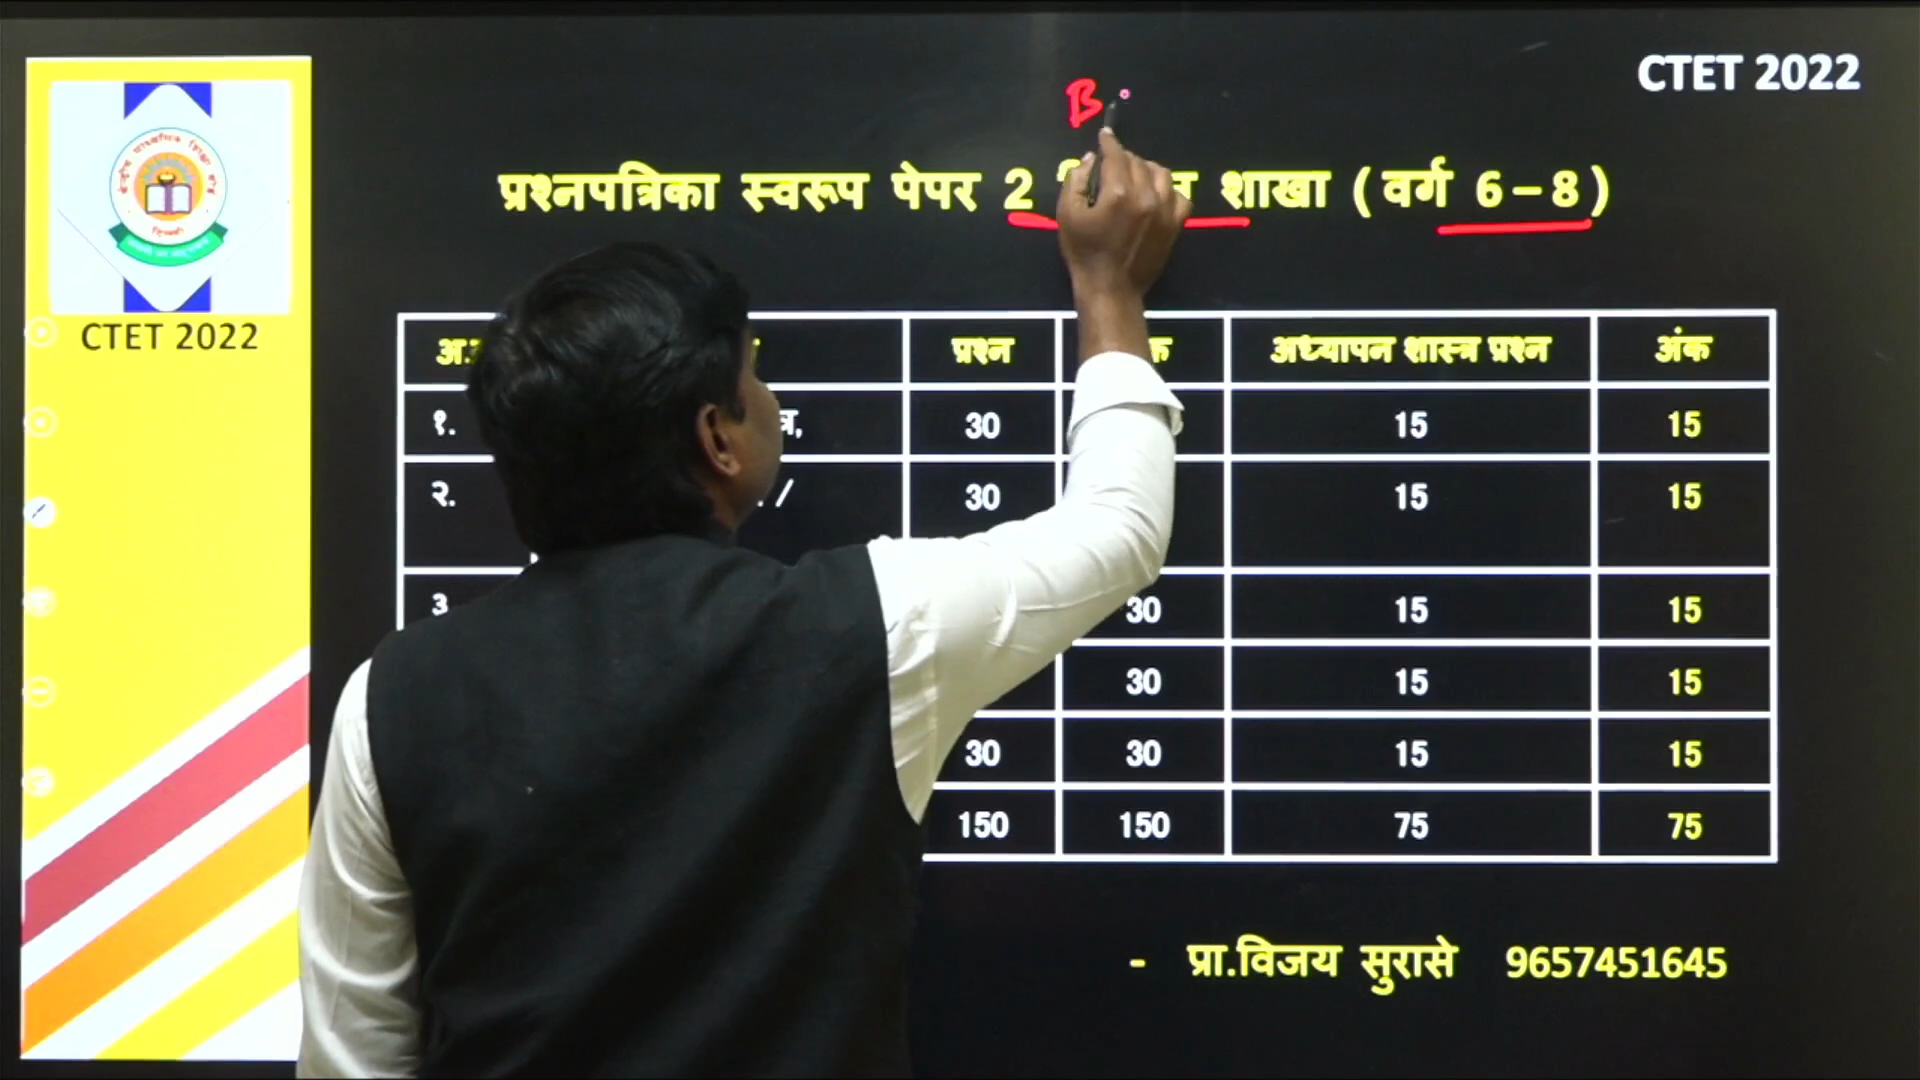 CTET 2022
B
प्रश्नपत्रिका स्वरूप पेपर 2 शाखा ( वर्ग 6 – 8 )
केन्द्रीय माध्यमिक शिक्षा बोर्ड
दिल्ली
CTET 2022
प्रश्न अध्यापन शास्त्र प्रश्न अंक
१. 30 15 15
२. / 30 15 15
३ 30 15 15
30 15 15
30 30 15 15
150 150 75 75
- प्रा.विजय सुरासे 9657451645